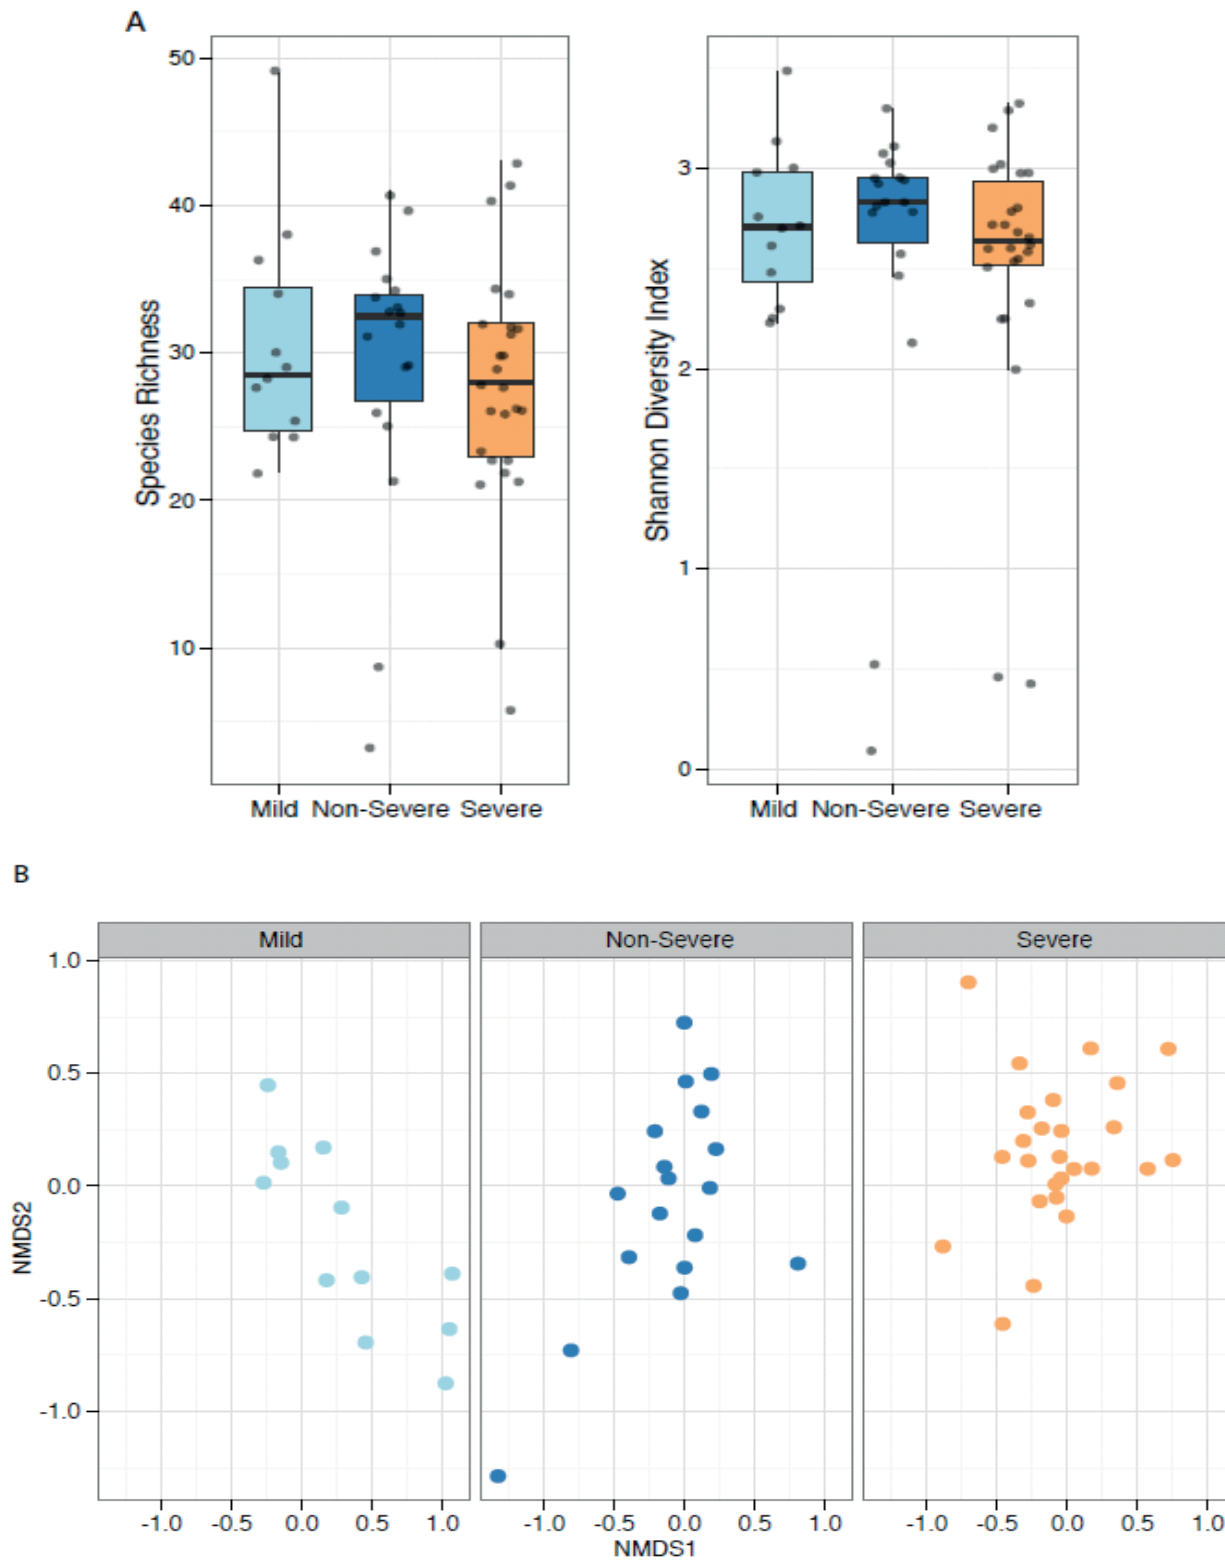 A
Species Richness
50
40
30
20
10
Mild Non-Severe Severe
Shannon Diversity Index
3
2
1
0
Mild Non-Severe Severe
B
Mild Non-Severe Severe
NMDS2
1.0
0.5
0.0
-0.5
-1.0
-1.0 -0.5 0.0 0.5 1.0 -1.0 -0.5 0.0 0.5 1.0 -1.0 -0.5 0.0 0.5 1.0
NMDS1